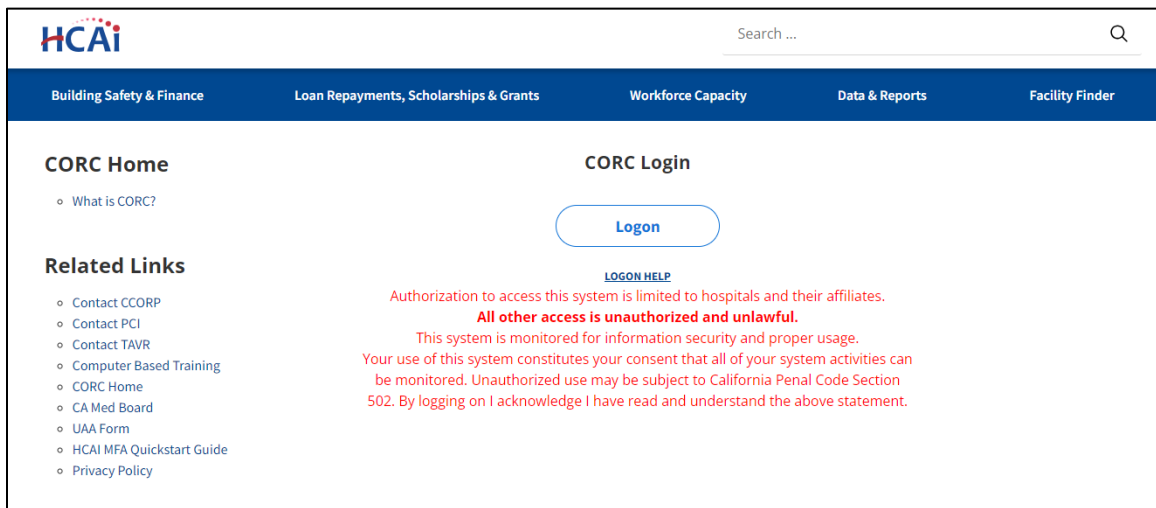 HCAi
Search ...
Building Safety & Finance
Loan Repayments, Scholarships & Grants
Workforce Capacity
Data & Reports
Facility Finder
CORC Home
What is CORC?
Related Links
Contact CCORP
Contact PCI
Contact TAVR
Computer Based Training
CORC Home
CA Med Board
UAA Form
HCAI MFA Quickstart Guide
Privacy Policy
CORC Login
Logon
LOGON HELP
Authorization to access this system is limited to hospitals and their affiliates.
All other access is unauthorized and unlawful.
This system is monitored for information security and proper usage.
Your use of this system constitutes your consent that all of your system activities can
be monitored. Unauthorized use may be subject to California Penal Code Section
502. By logging on I acknowledge I have read and understand the above statement.